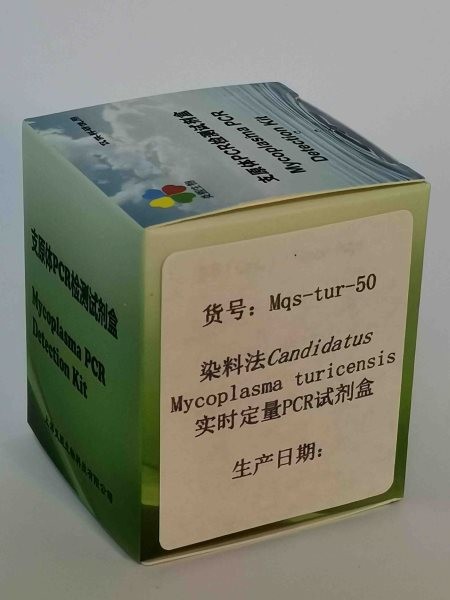 支原体PCR检测试剂盒
Mycoplasma PCR
Detection Kit
支原体PCR检测试剂盒
Mycoplasma PCR
Detection Kit
货号：Mqs-tur-50
染料法Candidatus
Mycoplasma turicensis
实时定量PCR试剂盒
生产日期：